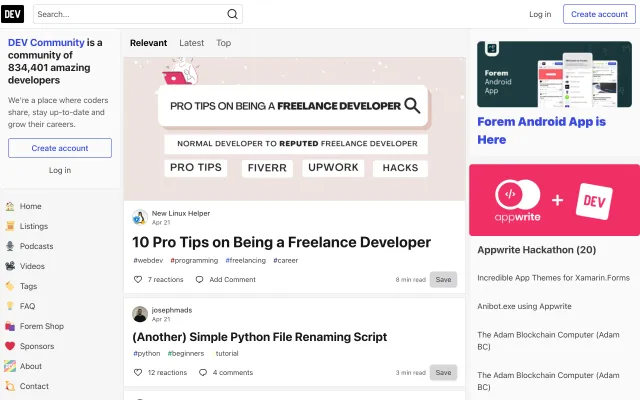 DEV
Search...
Log in
Create account
DEV Community is a
community of
834,401 amazing
developers
We're a place where coders
share, stay up-to-date and
grow their careers.
Create account
Log in
Home
Listings
Podcasts
Videos
Tags
FAQ
Forem Shop
Sponsors
About
Contact
Relevant
Latest
Top
PRO TIPS ON BEING A FREELANCE DEVELOPER
NORMAL DEVELOPER TO REPUTED FREELANCE DEVELOPER
PRO TIPS
FIVERR
UPWORK
HACKS
New Linux Helper
Apr 21
10 Pro Tips on Being a Freelance Developer
#webdev #programming #freelancing #career
7 reactions
Add Comment
8 min read
Save
josephmads
Apr 21
(Another) Simple Python File Renaming Script
#python #beginners tutorial
12 reactions
4 comments
3 min read
Save
Forem
Android
App
Forem Android App is
Here
appwrite
+
DEV
Appwrite Hackathon (20)
Incredible App Themes for Xamarin.Forms
Anibot.exe using Appwrite
The Adam Blockchain Computer (Adam
BC)
The Adam Blockchain Computer (Adam
BC)